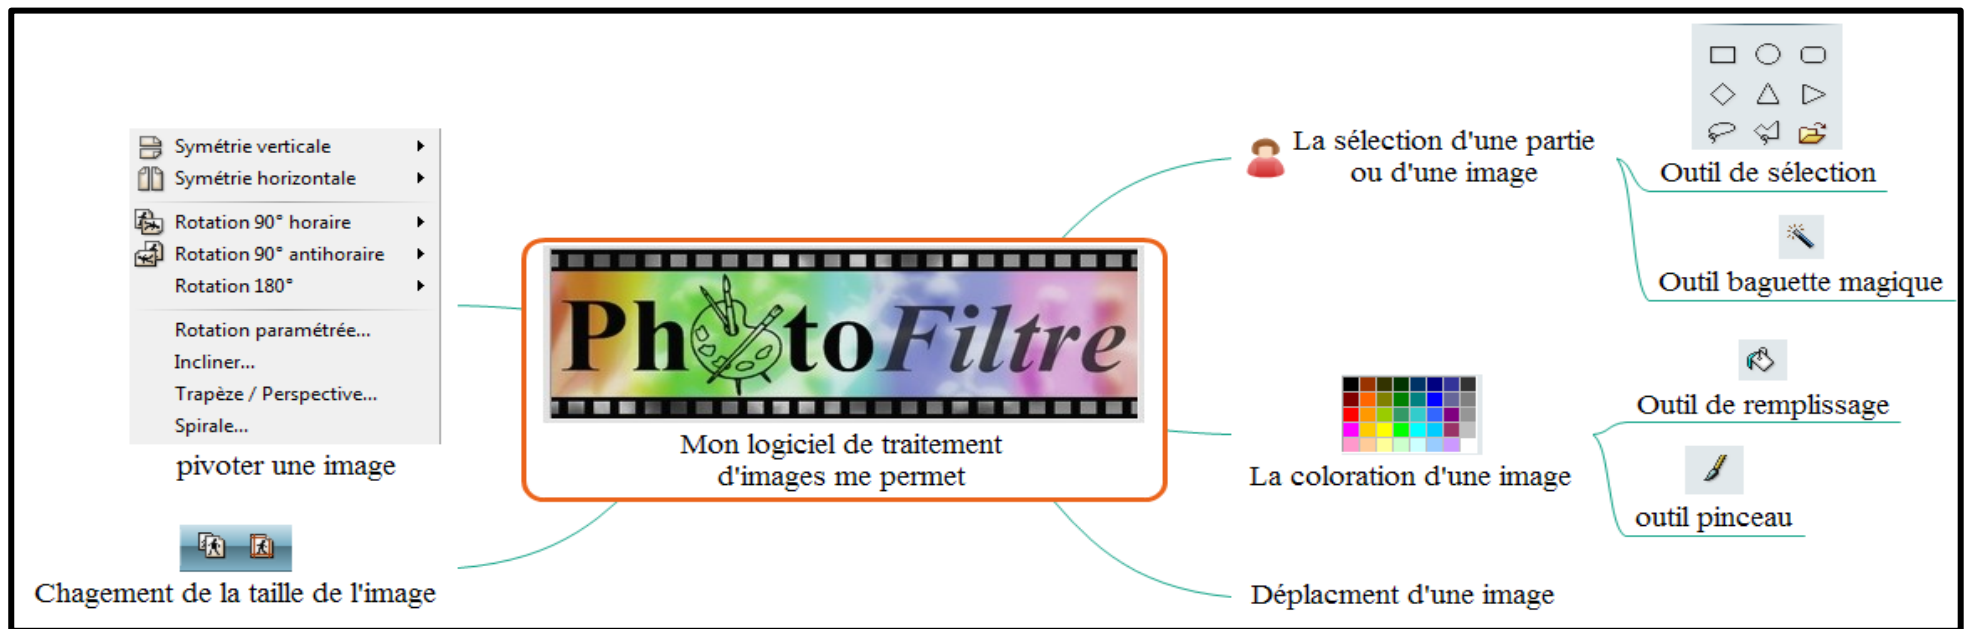 Symétrie verticale
Symétrie horizontale
Rotation 90° horaire
Rotation 90° antihoraire
Rotation 180°
Rotation paramétrée...
Incliner...
Trapèze / Perspective...
Spirale...
pivoter une image
Chagement de la taille de l'image
PhotoFiltre
Mon logiciel de traitement
d'images me permet
La sélection d'une partie
ou d'une image
Outil de sélection
Outil baguette magique
La coloration d'une image
Outil de remplissage
outil pinceau
Déplacment d'une image